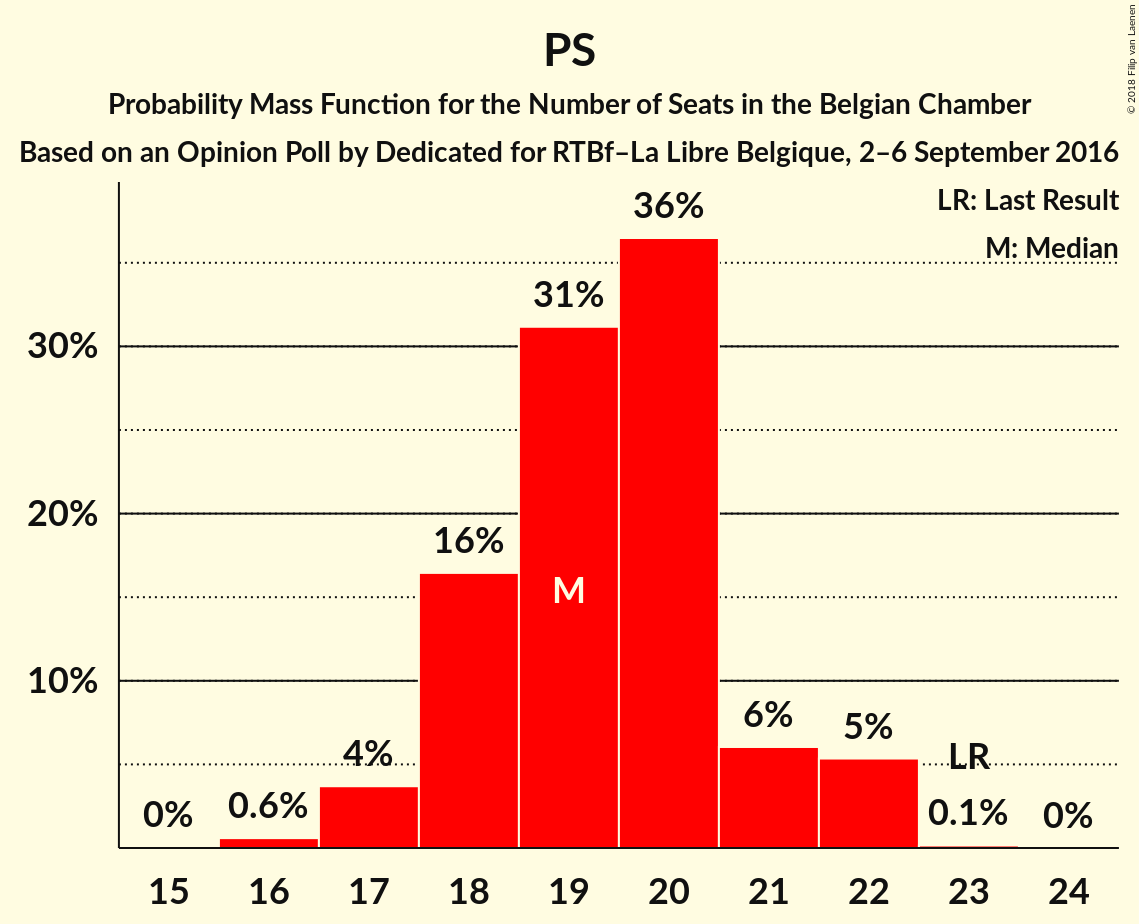 PS
Probability Mass Function for the Number of Seats in the Belgian Chamber
Based on an Opinion Poll by Dedicated for RTBf–La Libre Belgique, 2–6 September 2016
© 2018 Filip van Laenen
LR: Last Result
M: Median
36%
31%
30%
20%
16%
M
10%
6%
5%
4%
LR
0%
0.6%
0.1%
0%
15 16 17 18 19 20 21 22 23 24